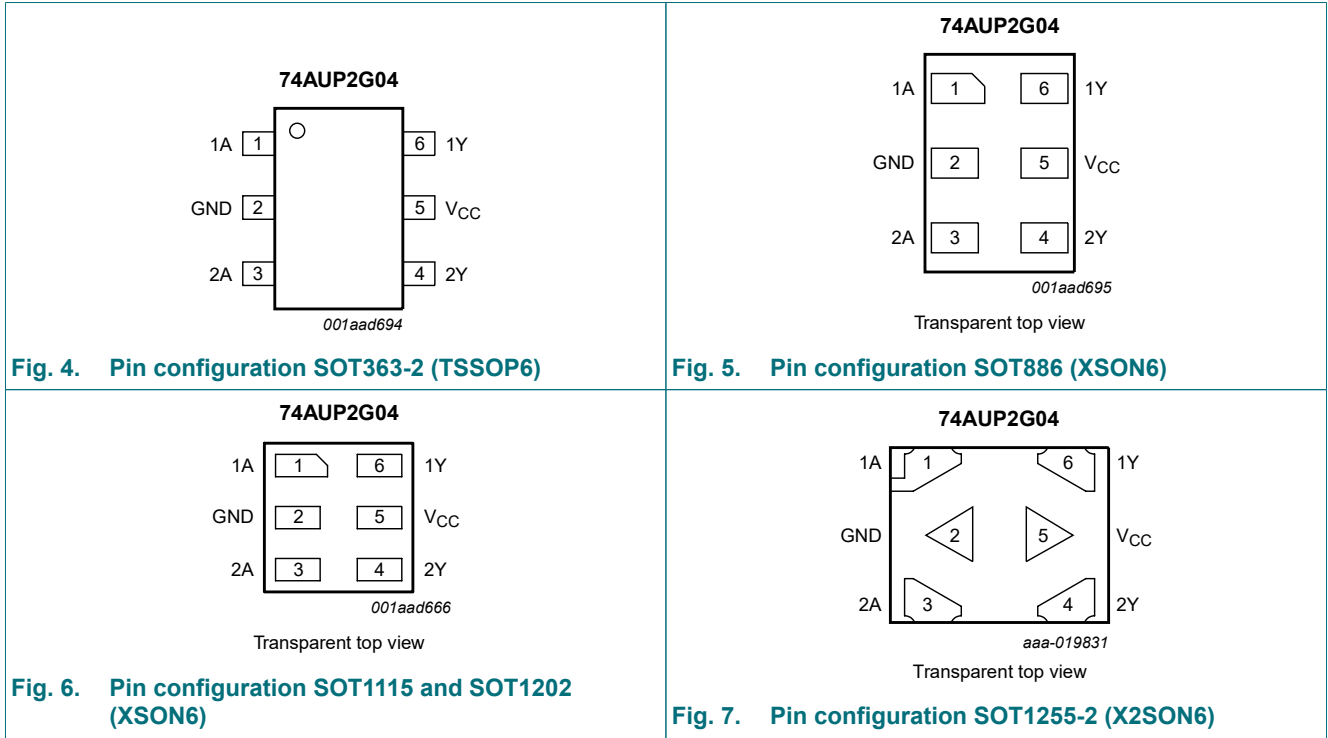 74AUP2G04
1A 1 6 1Y
GND 2 5 VCC
2A 3 4 2Y
001aad694
Fig. 4. Pin configuration SOT363-2 (TSSOP6)
74AUP2G04
1A 1 6 1Y
GND 2 5 VCC
2A 3 4 2Y
001aad695
Transparent top view
Fig. 5. Pin configuration SOT886 (XSON6)
74AUP2G04
1A 1 6 1Y
GND 2 5 VCC
2A 3 4 2Y
001aad666
Transparent top view
Fig. 6. Pin configuration SOT1115 and SOT1202
(XSON6)
74AUP2G04
1A 1 6 1Y
GND 2 5 VCC
2A 3 4 2Y
aaa-019831
Transparent top view
Fig. 7. Pin configuration SOT1255-2 (X2SON6)